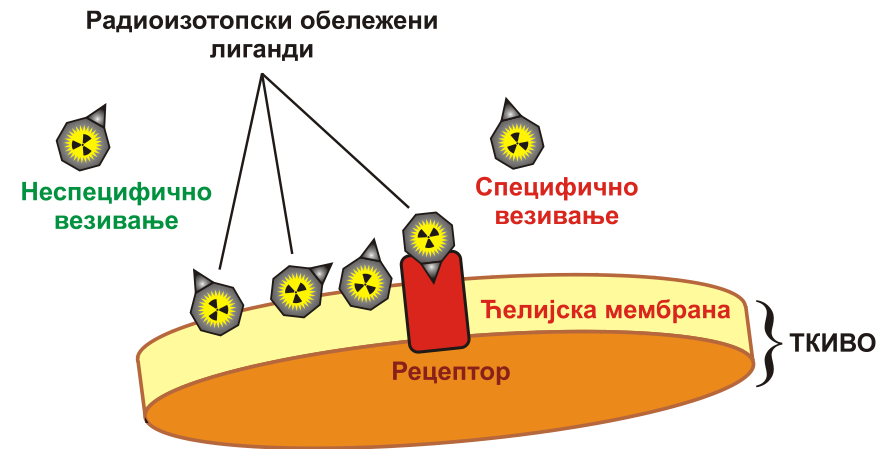 Радиоизотопски обележени
лиганди
Неспецифично
везивање
Специфично
везивање
Ћелијска мембрана
ТКИВО
Рецептор